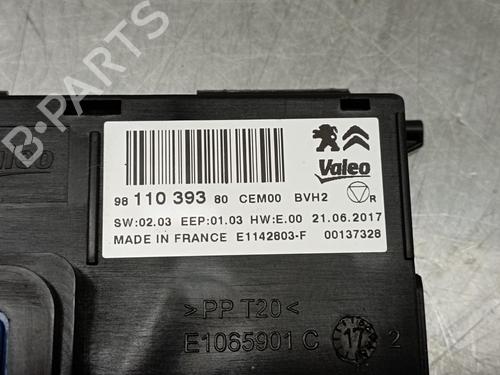 B-PARTS
Valeo
Valeo
98 110 393 80 CEM00 BVH2 R
SW:02.03 EEP:01.03 HW:E.00 21.06.2017
MADE IN FRANCE E1142803-F 00137328
>PP T20<
E1065901 C 17 2